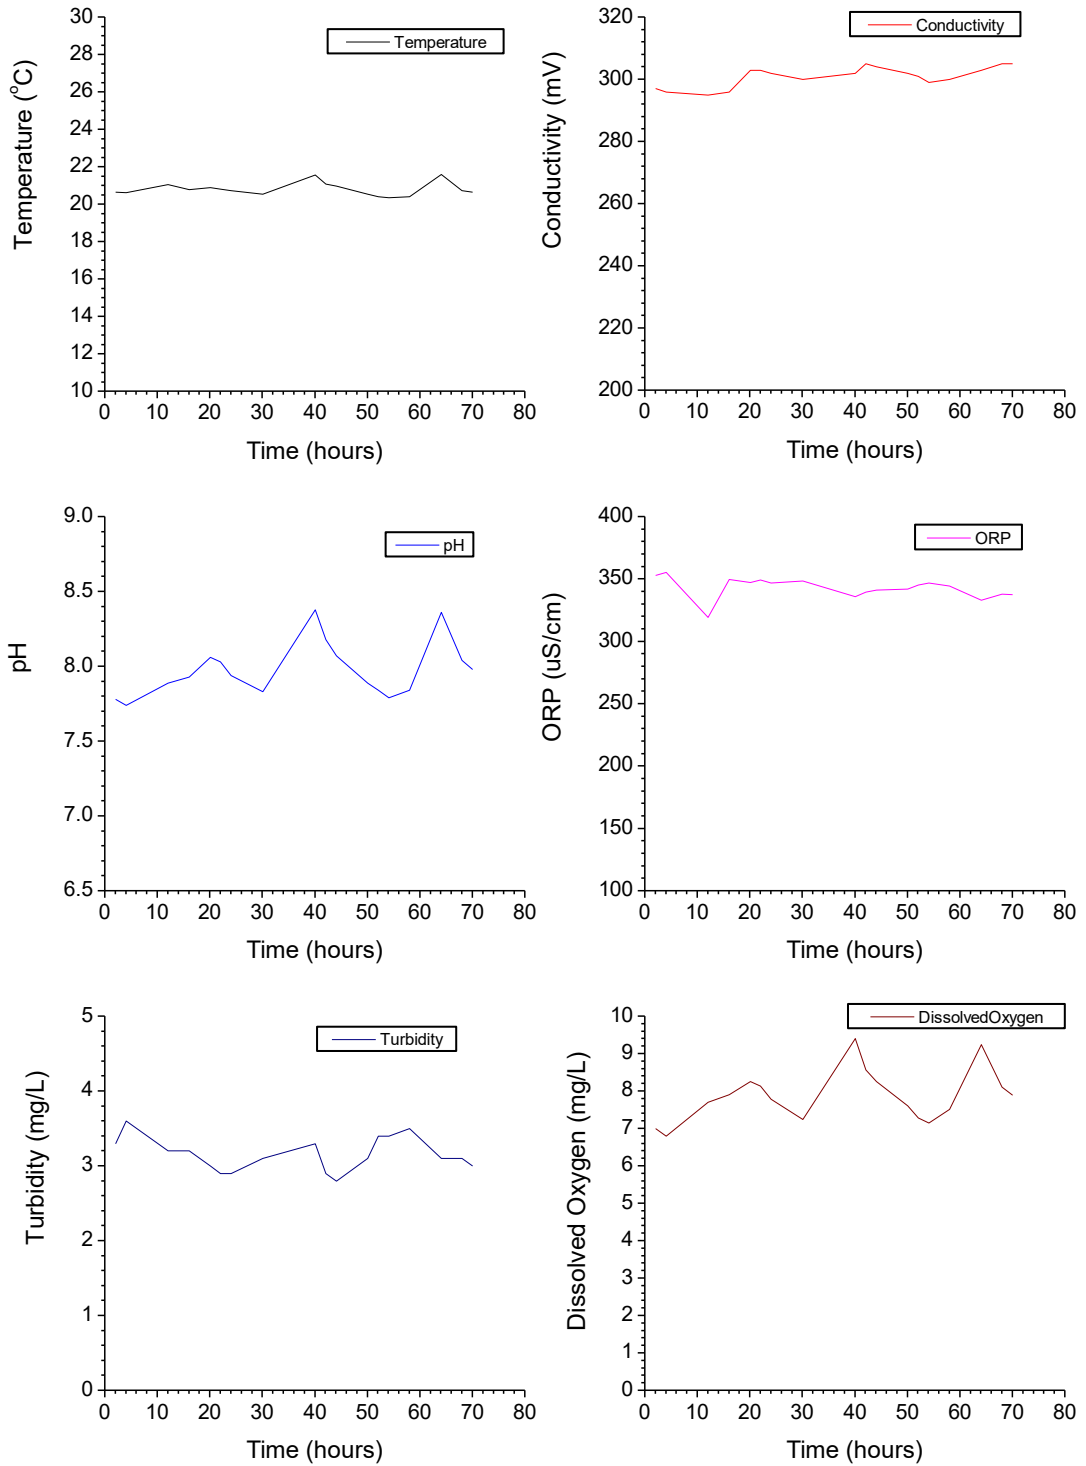 Temperature
30
28
26
24
22
20
18
16
14
12
10
Temperature (°C)
0 10 20 30 40 50 60 70 80
Time (hours)
Conductivity
320
300
280
260
240
220
200
Conductivity (mV)
0 10 20 30 40 50 60 70 80
Time (hours)
pH
9.0
8.5
8.0
7.5
7.0
6.5
pH
0 10 20 30 40 50 60 70 80
Time (hours)
ORP
400
350
300
250
200
150
100
ORP (uS/cm)
0 10 20 30 40 50 60 70 80
Time (hours)
Turbidity
5
4
3
2
1
0
Turbidity (mg/L)
0 10 20 30 40 50 60 70 80
Time (hours)
DissolvedOxygen
10
9
8
7
6
5
4
3
2
1
0
Dissolved Oxygen (mg/L)
0 10 20 30 40 50 60 70 80
Time (hours)